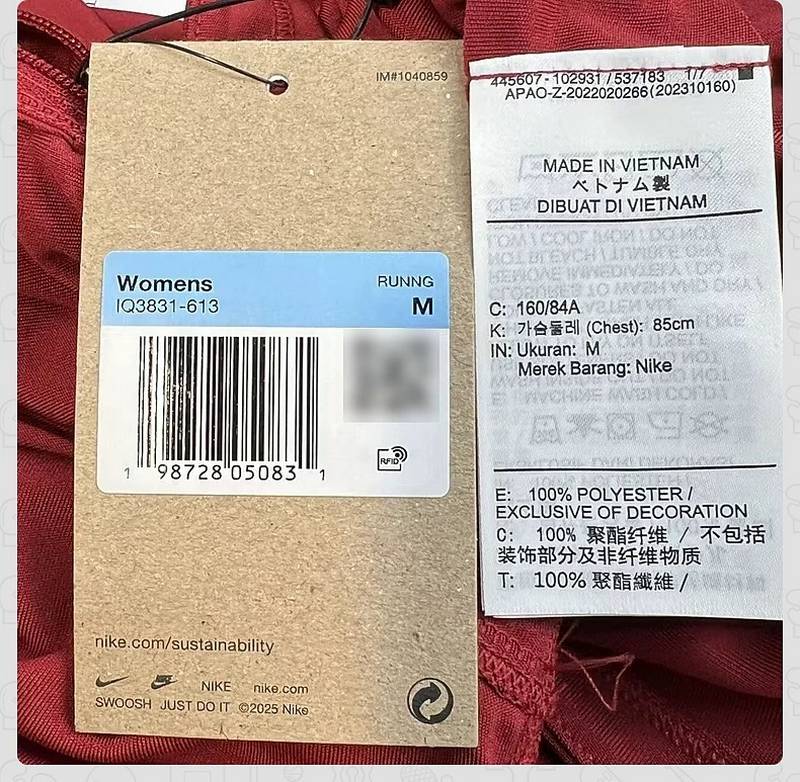 IM#1040859
Womens
RUNNG
IQ3831-613
M
RFID
1 98728 05083 1
nike.com/sustainability
NIKE nike.com
SWOOSH JUST DO IT ©2025 Nike
445607-102931/537183 1/7
APAO-Z-2022020266(202310160)
MADE IN VIETNAM
ベトナム製
DIBUAT DI VIETNAM
C: 160/84A
K: 가슴둘레 (Chest): 85cm
IN: Ukuran: M
Merek Barang: Nike
E: 100% POLYESTER /
EXCLUSIVE OF DECORATION
C: 100% 聚酯纤维 / 不包括
装饰部分及非纤维物质
T: 100% 聚酯纖維 /